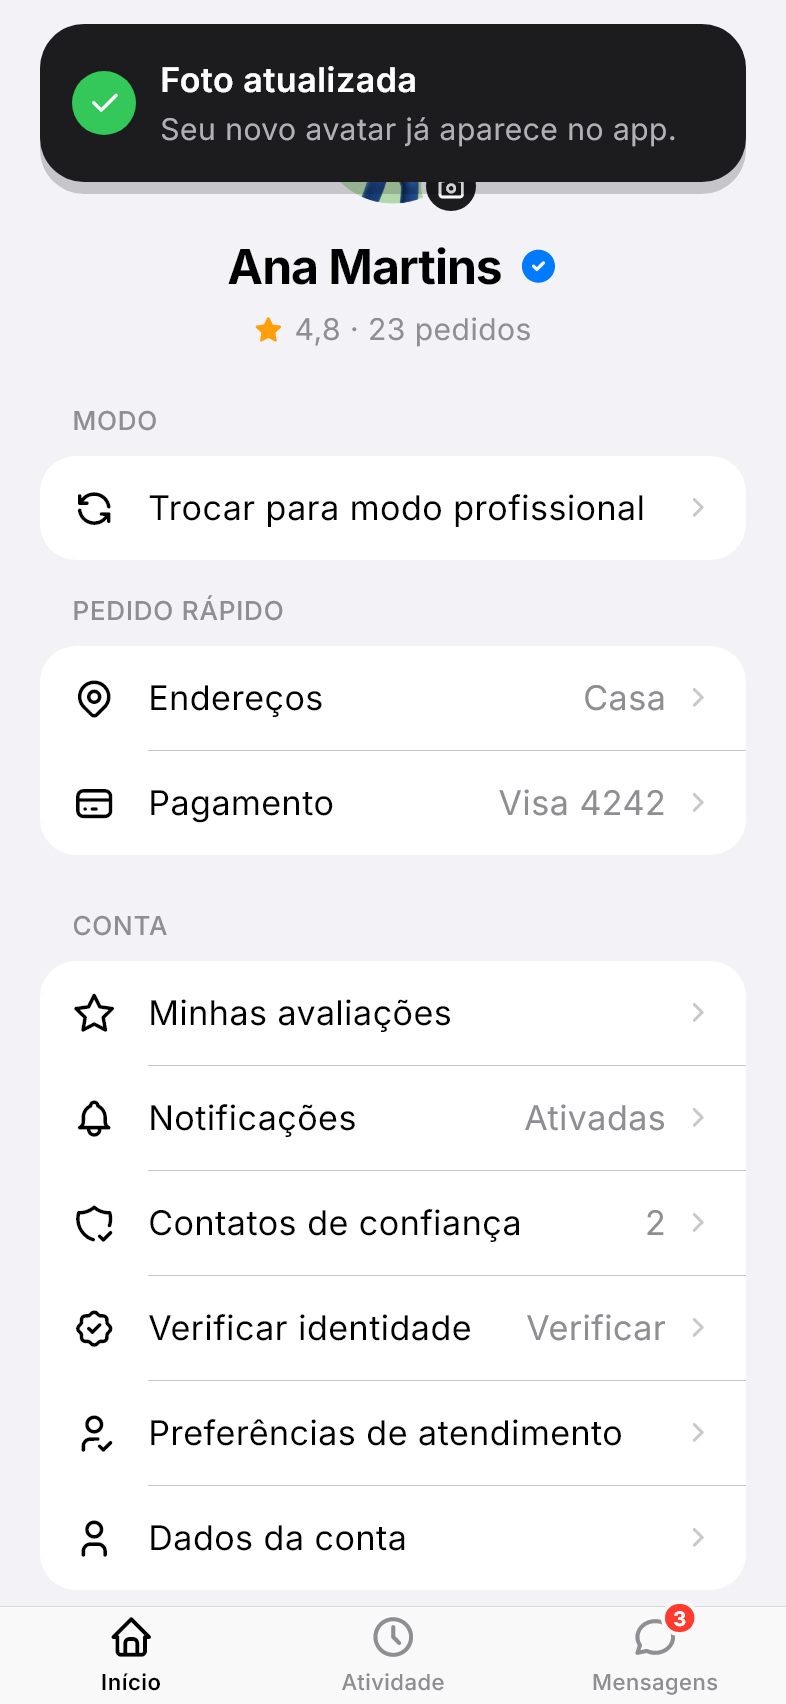 Foto atualizada
Seu novo avatar já aparece no app.
Ana Martins
4,8 · 23 pedidos
MODO
Trocar para modo profissional
PEDIDO RÁPIDO
Endereços Casa
Pagamento Visa 4242
CONTA
Minhas avaliações
Notificações Ativadas
Contatos de confiança 2
Verificar identidade Verificar
Preferências de atendimento
Dados da conta
3
Início Atividade Mensagens